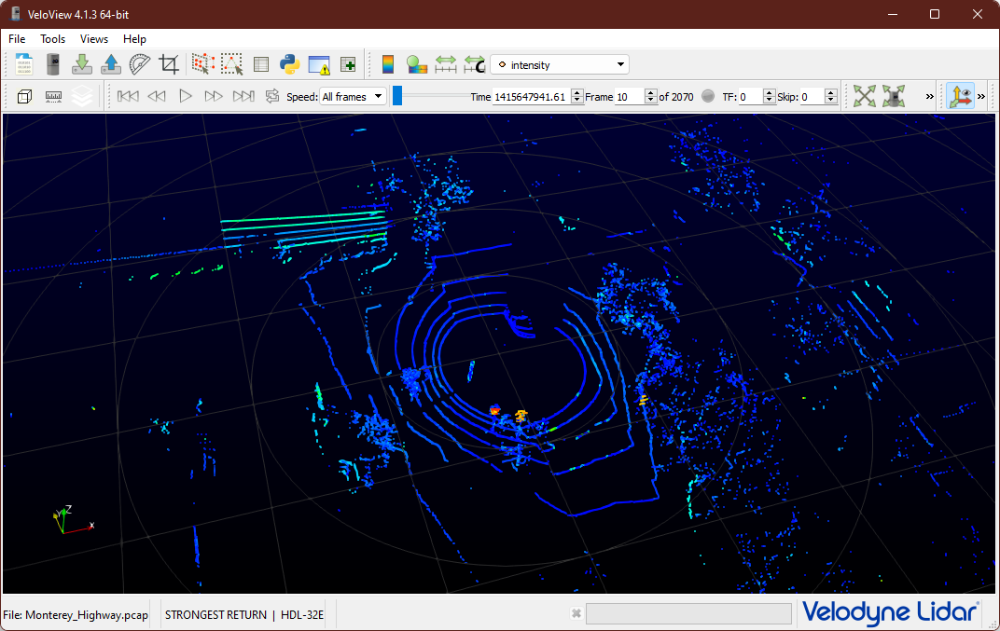 VeloView 4.1.3 64-bit
File Tools Views Help
intensity
Speed: All frames Time 1415647941.61 Frame 10 of 2070 TF: 0 Skip: 0 » »
Y Z
X
File: Monterey_Highway.pcap STRONGEST RETURN | HDL-32E Velodyne Lidar